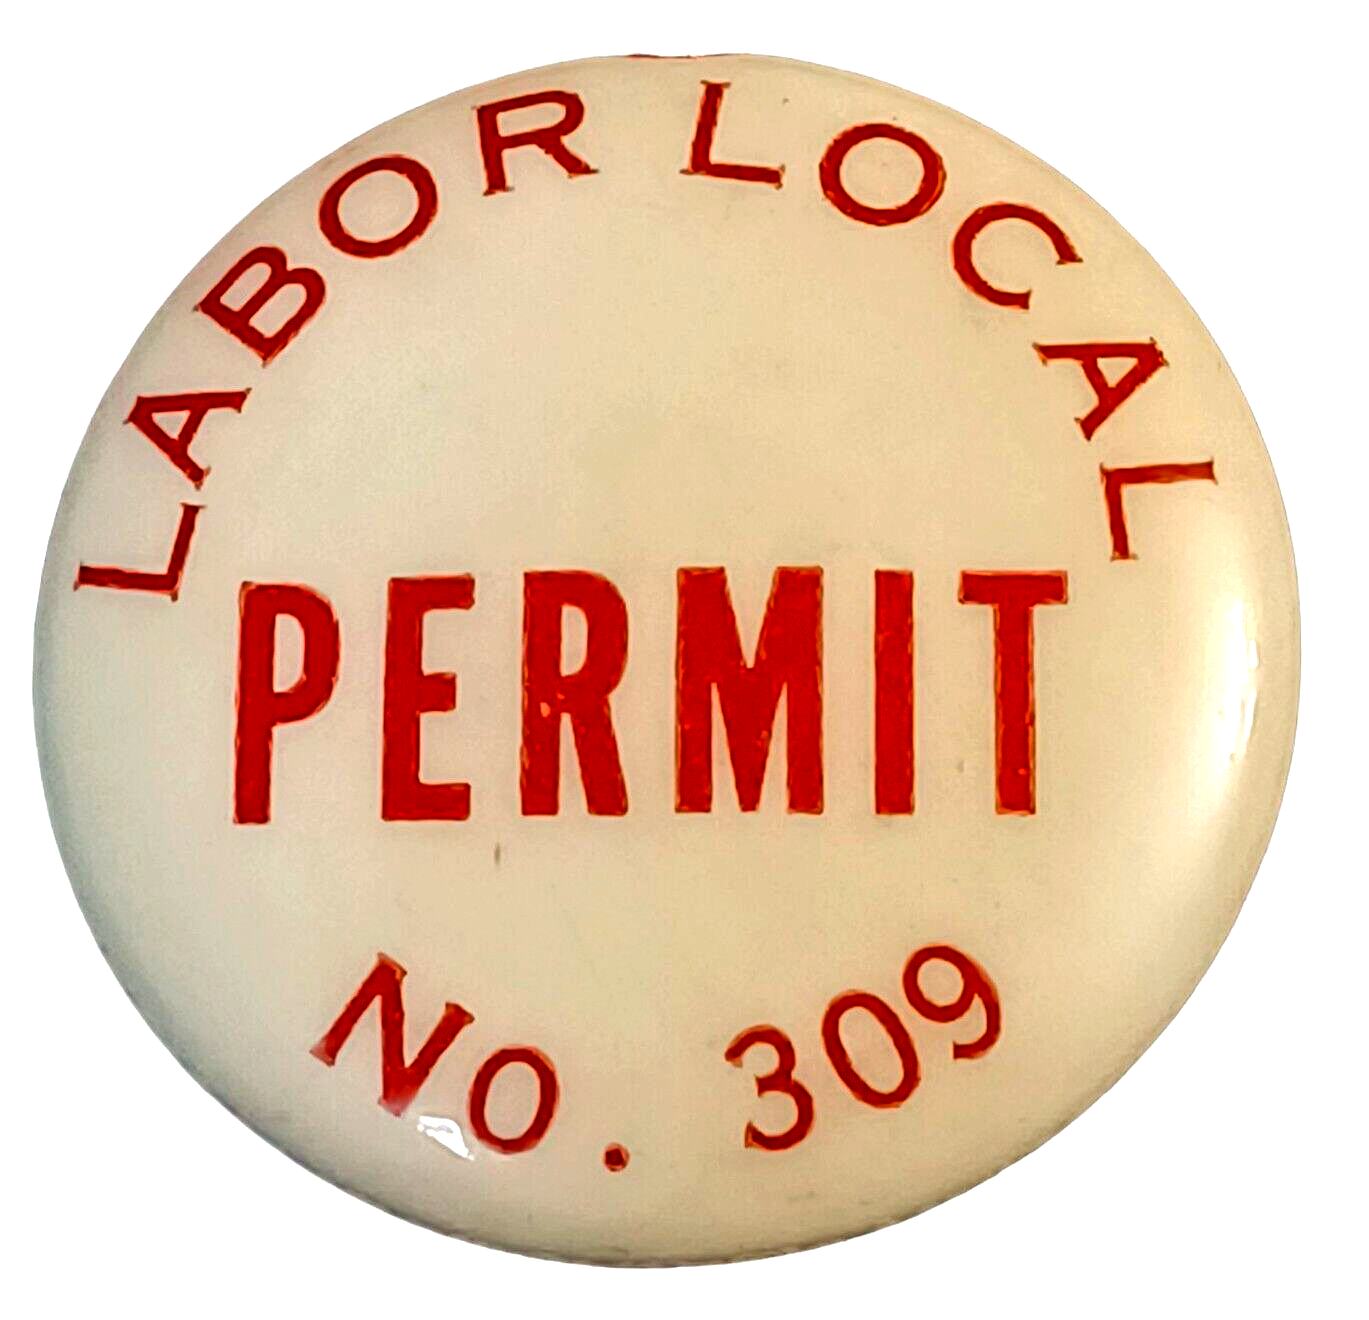 LABOR LOCAL
PERMIT
No. 309